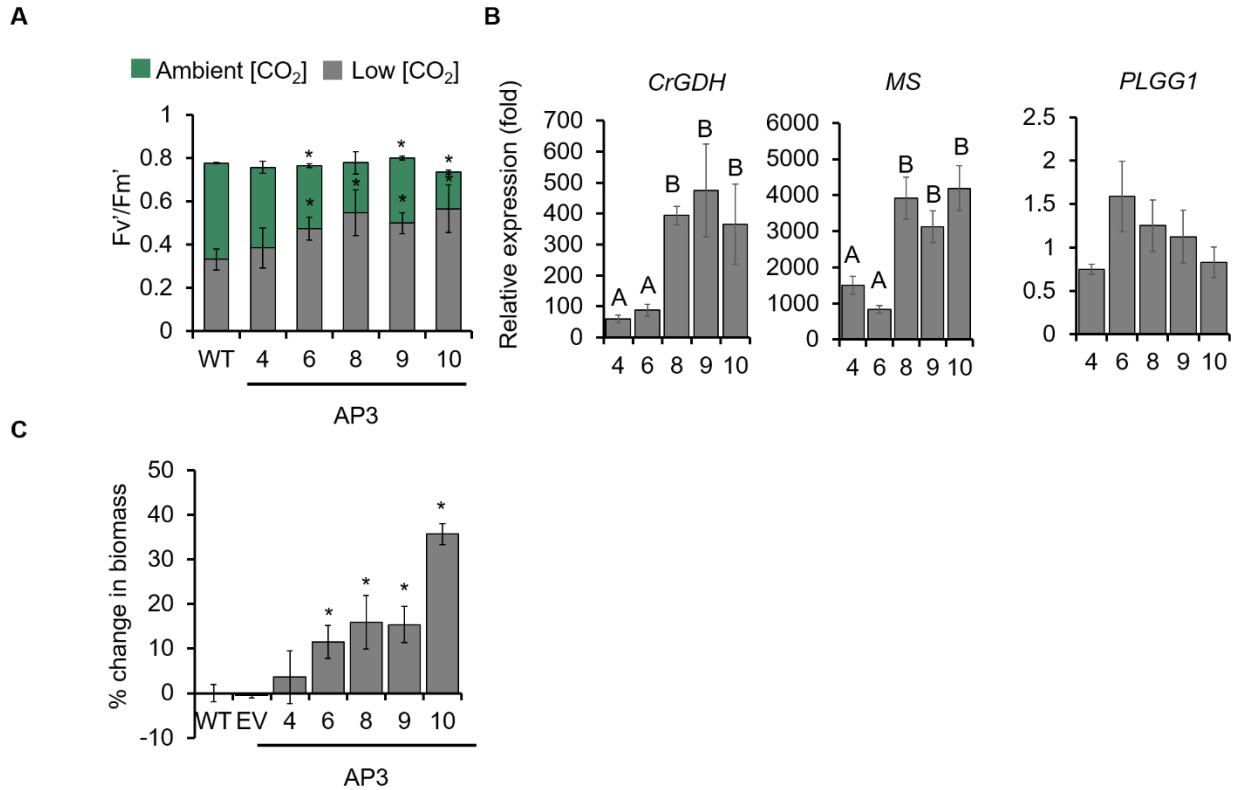 A
B
Ambient [CO₂] Low [CO₂]
Fv’/Fm’
1
0.8
0.6
0.4
0.2
0
* * * * * * *
WT 4 6 8 9 10
AP3
CrGDH
Relative expression (fold)
700
600
500
400
300
200
100
0
A A B B B
4 6 8 9 10
MS
6000
5000
4000
3000
2000
1000
0
A A B B B
4 6 8 9 10
PLGG1
2.5
2
1.5
1
0.5
0
4 6 8 9 10
C
% change in biomass
50
40
30
20
10
0
-10
* * * *
WT EV 4 6 8 9 10
AP3